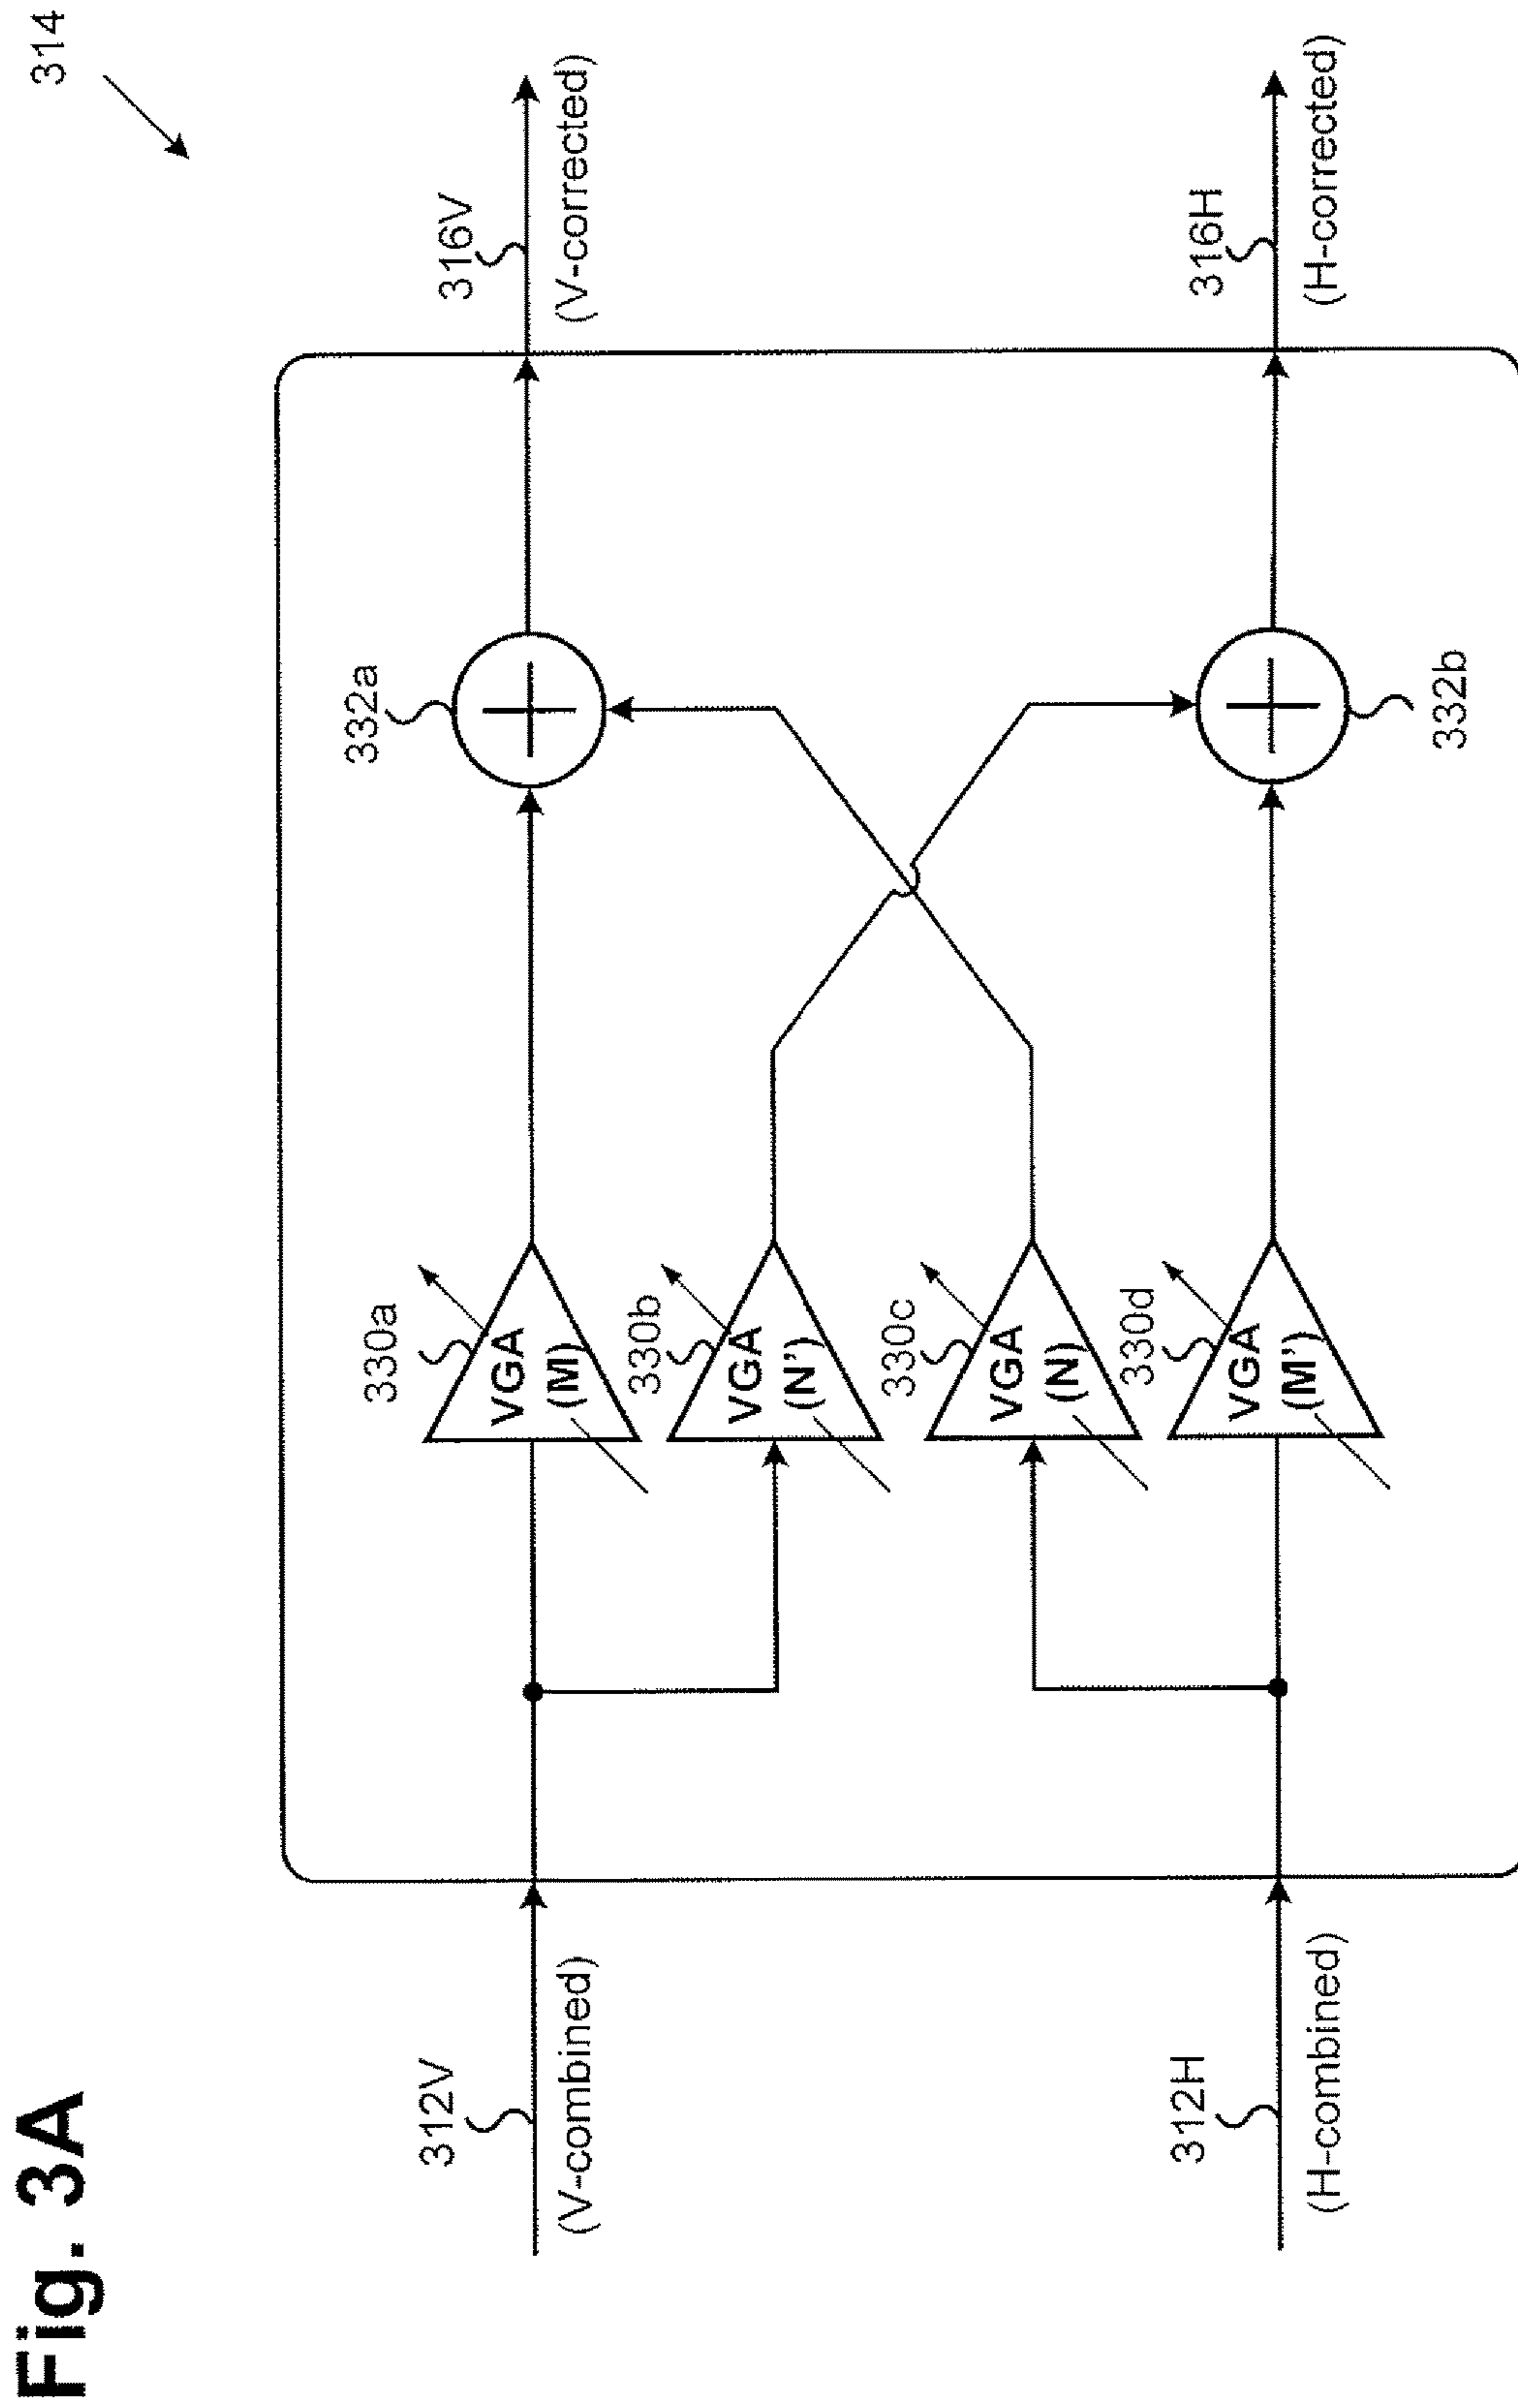 Fig. 3A
314
312V
(V-combined)
312H
(H-combined)
330a
VGA
(M)
330b
VGA
(N')
330c
VGA
(N)
330d
VGA
(M')
332a
332b
316V
(V-corrected)
316H
(H-corrected)